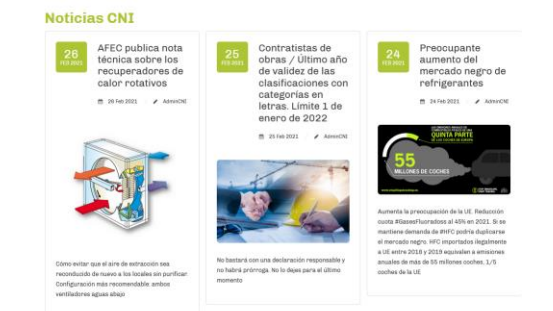 Noticias CNI
26
FEB 2021
AFEC publica nota
técnica sobre los
recuperadores de
calor rotativos
26 Feb 2021 AdminCNI
Cómo evitar que el aire de extracción sea
reconducido de nuevo a los locales sin purificar
Configuración más recomendable: ambos
ventiladores aguas abajo
25
FEB 2021
Contratistas de
obras / Último año
de validez de las
clasificaciones con
categorías en
letras. Límite 1 de
enero de 2022
25 Feb 2021 AdminCNI
No bastará con una declaración responsable y
no habrá prórroga. No lo dejes para el último
momento
24
FEB 2021
Preocupante
aumento del
mercado negro de
refrigerantes
24 Feb 2021 AdminCNI
QUINTA PARTE
DE LOS COCHES DE EUROPA
55
MILLONES DE COCHES
Aumenta la preocupación de la UE. Reducción
cuota #GasesFluorados al 45% en 2021. Si se
mantiene demanda de #HFC podría duplicarse
el mercado negro. HFC importados ilegalmente
a UE entre 2018 y 2019 equivalen a emisiones
anuales de más de 55 millones coches. 1/5
coches de la UE